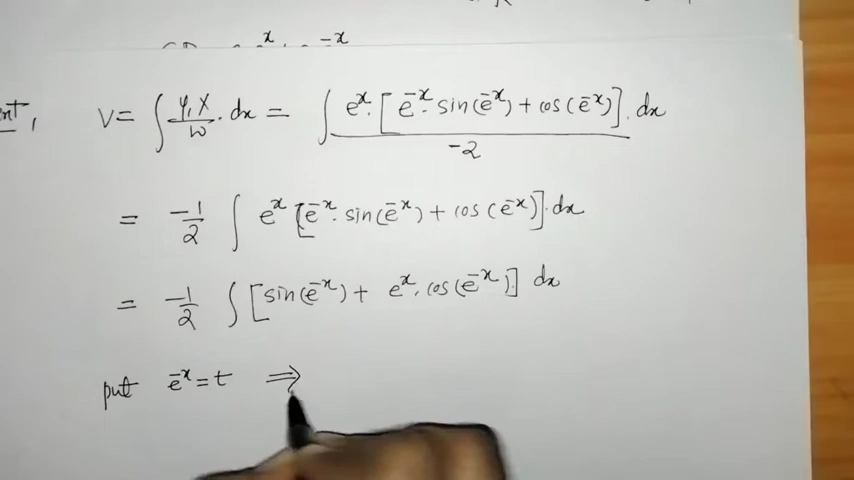 x -x
ent, V = ∫ y₁X/W · dx = ∫ eˣ· [e⁻ˣ· sin(e⁻ˣ) + cos(e⁻ˣ)] · dx / -2
= -1/2 ∫ eˣ [e⁻ˣ· sin(e⁻ˣ) + cos(e⁻ˣ)] · dx
= -1/2 ∫ [sin(e⁻ˣ) + eˣ· cos(e⁻ˣ)] dx
put e⁻ˣ = t ⇒